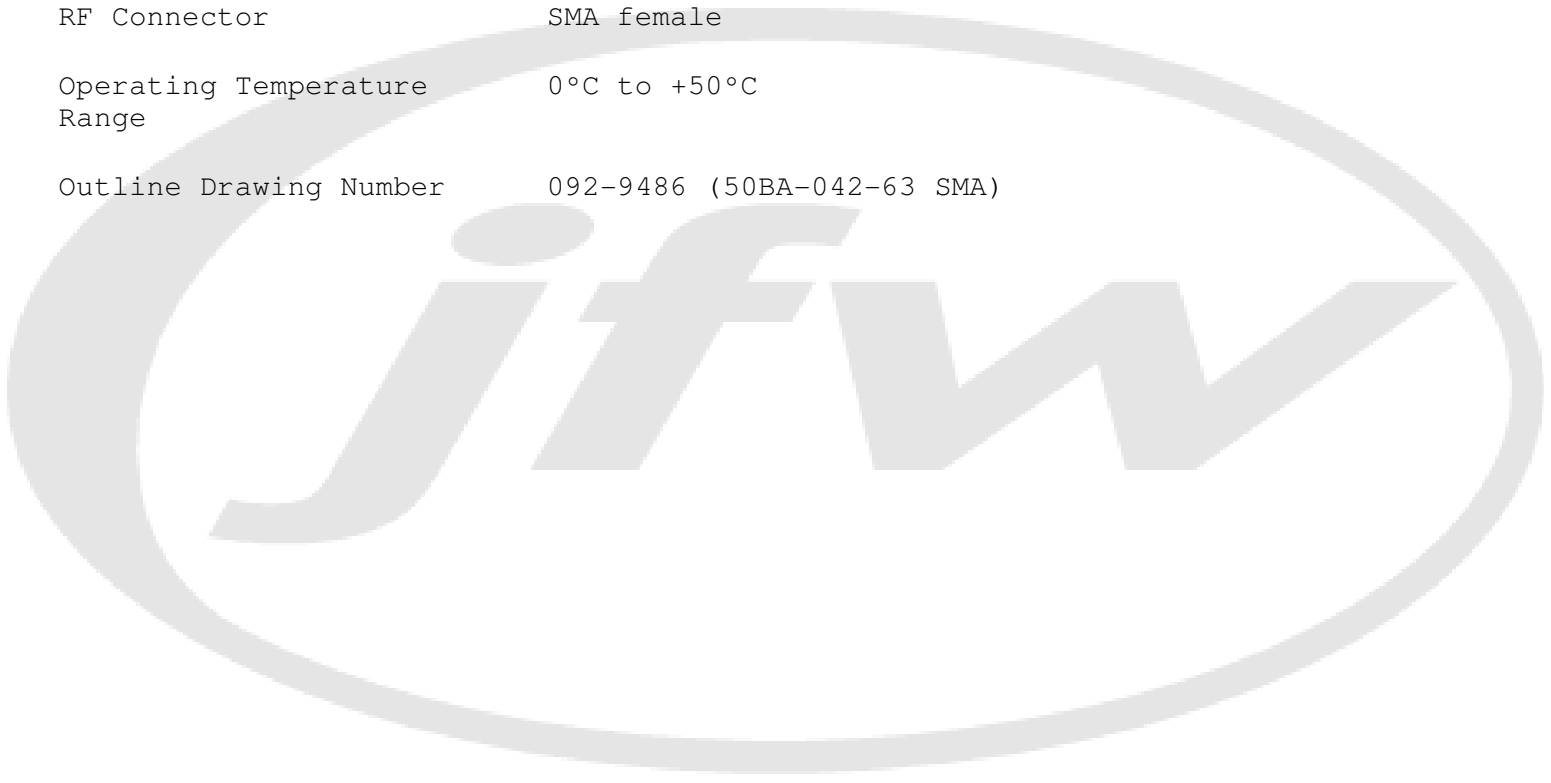 RF Connector SMA female
Operating Temperature 0°C to +50°C
Range
Outline Drawing Number 092-9486 (50BA-042-63 SMA)
jfw